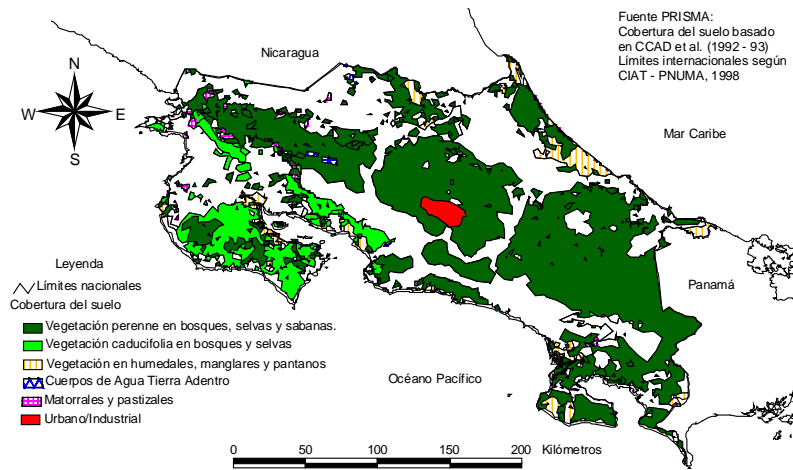 Fuente PRISMA:
Cobertura del suelo basado
en CCAD et al. (1992 - 93)
Límites internacionales según
CIAT - PNUMA, 1998
Nicaragua
N
W
E
S
Mar Caribe
Panamá
Océano Pacífico
Leyenda
Límites nacionales
Cobertura del suelo
Vegetación perenne en bosques, selvas y sabanas.
Vegetación caducifolia en bosques y selvas
Vegetación en humedales, manglares y pantanos
Cuerpos de Agua Tierra Adentro
Matorrales y pastizales
Urbano/Industrial
0 50 100 150 200 Kilómetros